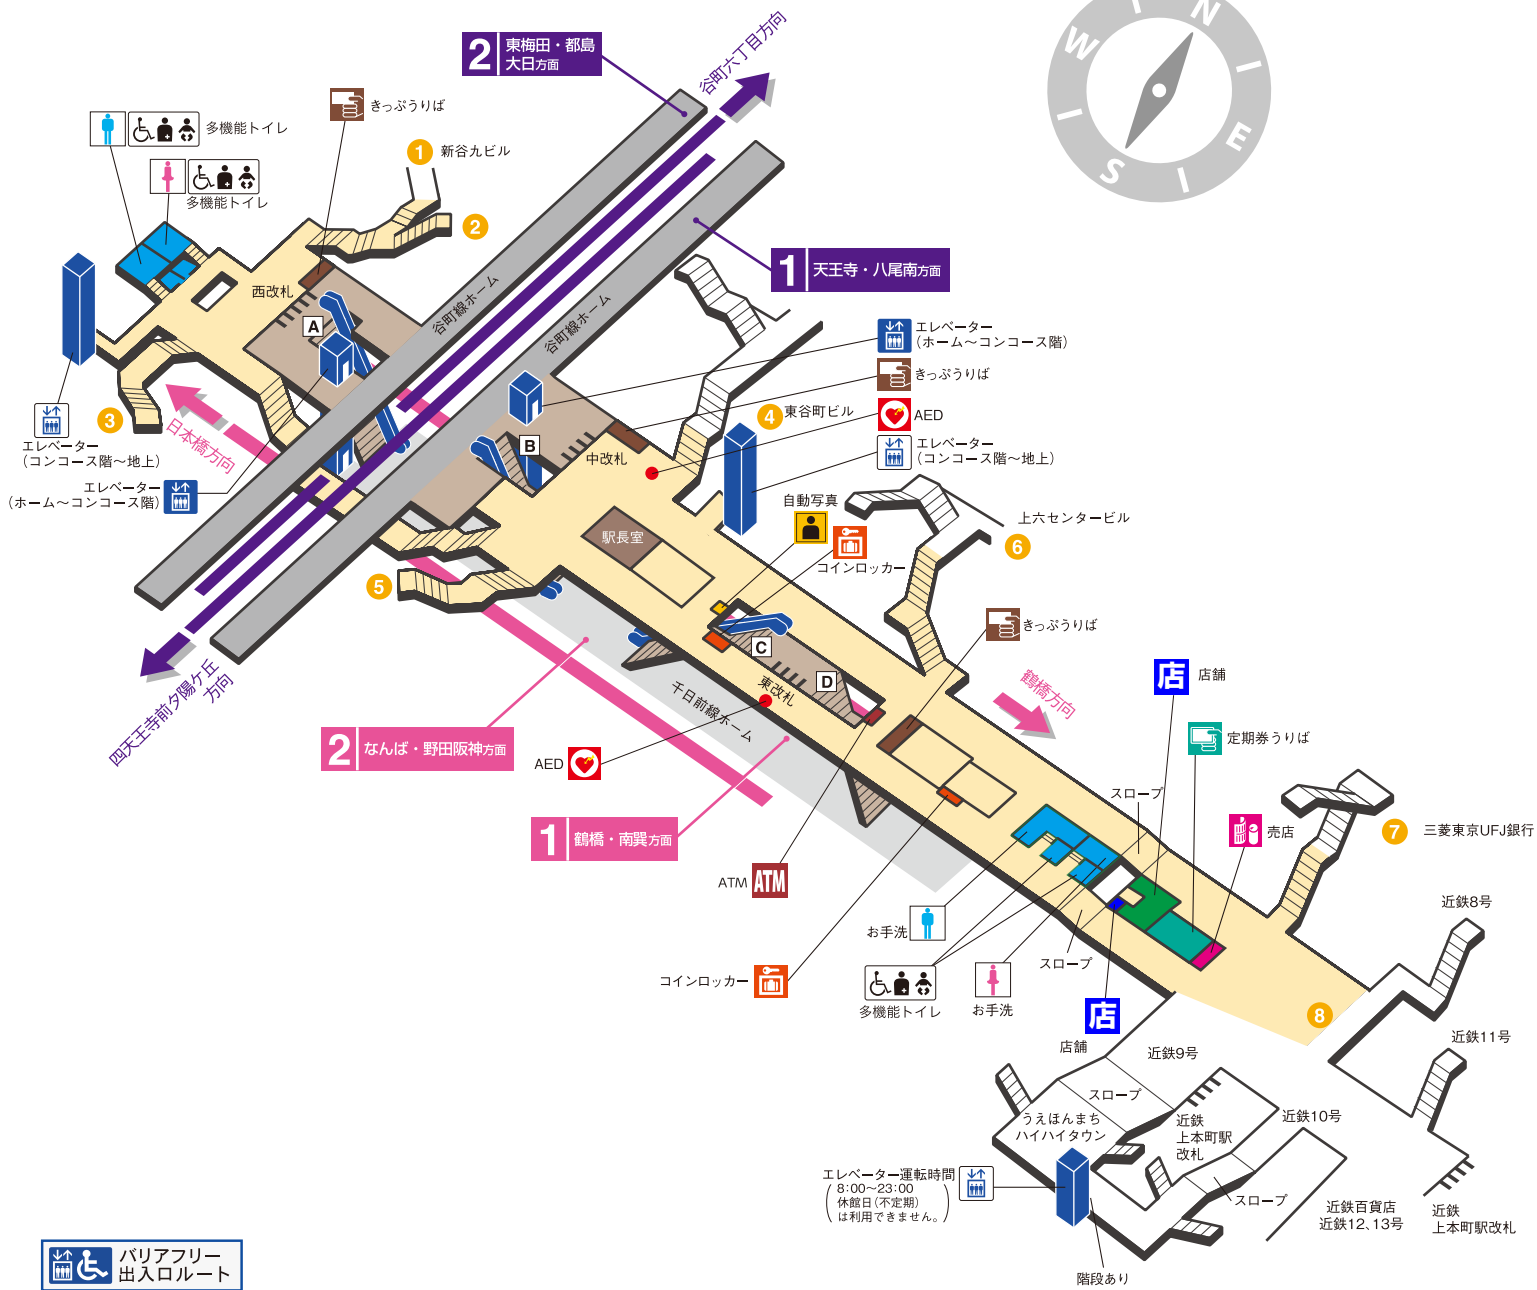 N
E
S
W
2 東梅田・都島
大日方面
谷町六丁目方向
きっぷうりば
多機能トイレ
1 新谷九ビル
多機能トイレ
2
1 天王寺・八尾南方面
西改札
A
谷町線ホーム
谷町線ホーム
エレベーター
（ホーム～コンコース階）
きっぷうりば
3
日本橋方向
エレベーター
（コンコース階～地上）
エレベーター
（ホーム～コンコース階）
B
中改札
4 東谷町ビル
AED
エレベーター
（コンコース階～地上）
自動写真
コインロッカー
上六センタービル
6
駅長室
5
きっぷうりば
C
D
東改札
千日前線ホーム
鶴橋方向
店 店舗
定期券うりば
四天王寺前夕陽ケ丘
方向
2 なんば・野田阪神方面
AED
1 鶴橋・南巽方面
スロープ
売店
7 三菱東京UFJ銀行
ATM ATM
お手洗
コインロッカー
多機能トイレ
お手洗
スロープ
店
店舗
近鉄8号
8
近鉄11号
近鉄9号
スロープ
うえほんまち
ハイハイタウン
近鉄
上本町駅
改札
近鉄10号
エレベーター運転時間
8:00～23:00
休館日（不定期）
は利用できません。
スロープ
近鉄百貨店
近鉄12、13号
近鉄
上本町駅改札
階段あり
バリアフリー
出入口ルート